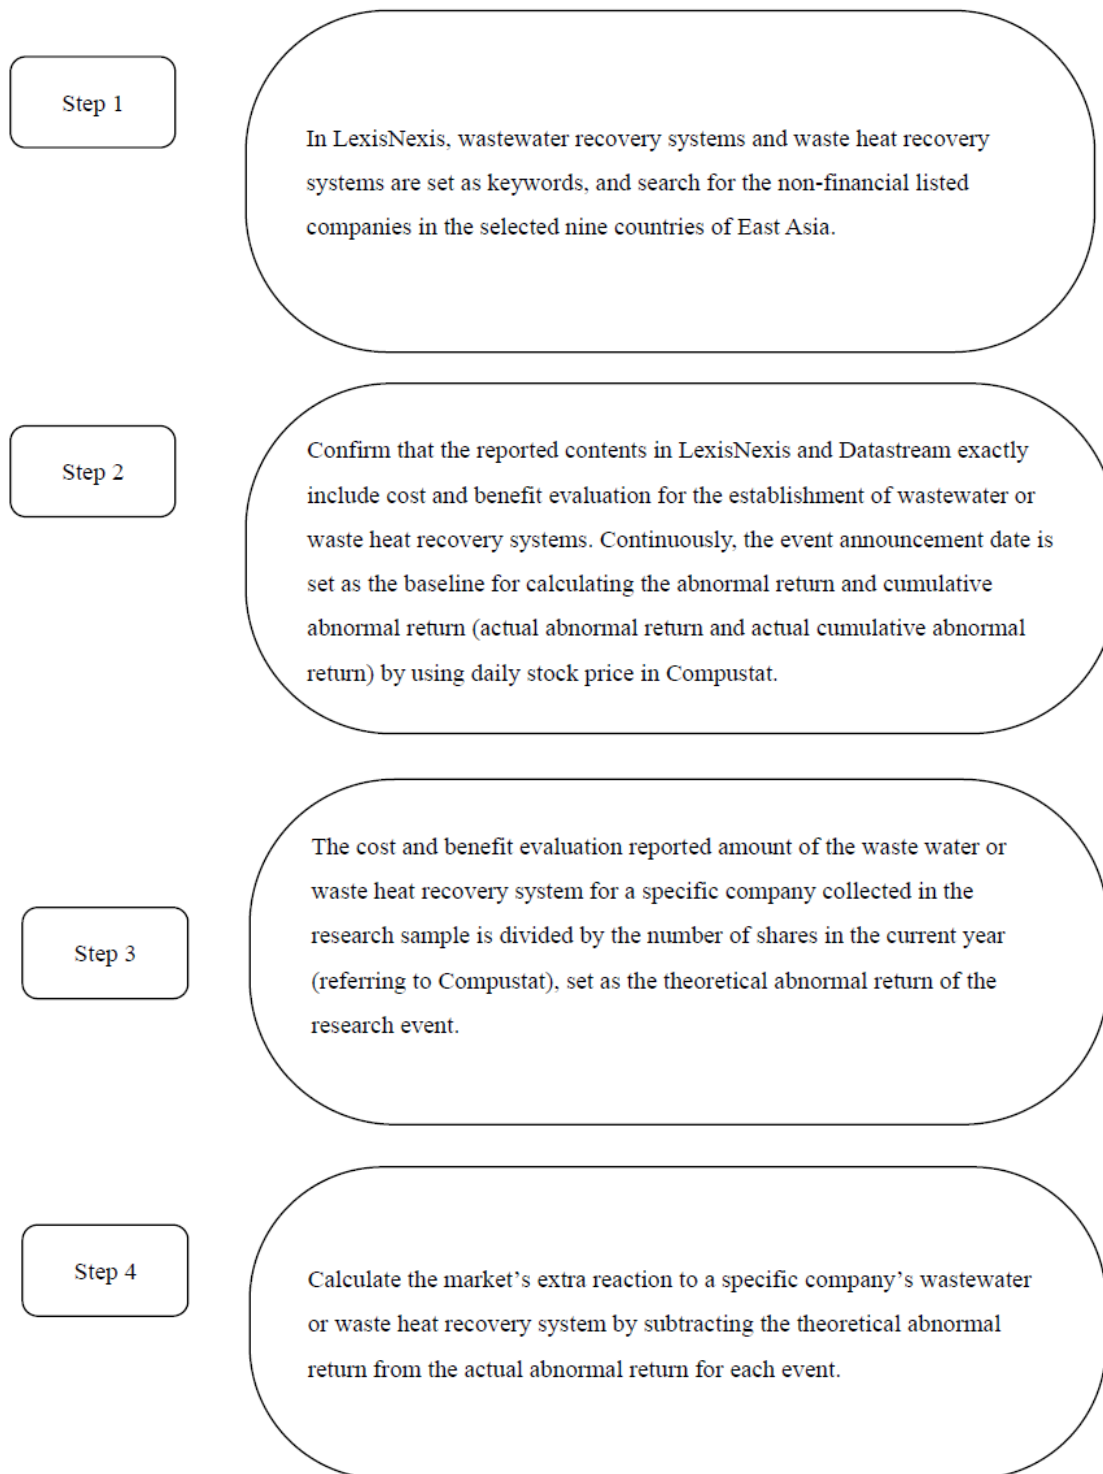 Step 1
In LexisNexis, wastewater recovery systems and waste heat recovery
systems are set as keywords, and search for the non-financial listed
companies in the selected nine countries of East Asia.
Step 2
Confirm that the reported contents in LexisNexis and Datastream exactly
include cost and benefit evaluation for the establishment of wastewater or
waste heat recovery systems. Continuously, the event announcement date is
set as the baseline for calculating the abnormal return and cumulative
abnormal return (actual abnormal return and actual cumulative abnormal
return) by using daily stock price in Compustat.
Step 3
The cost and benefit evaluation reported amount of the waste water or
waste heat recovery system for a specific company collected in the
research sample is divided by the number of shares in the current year
(referring to Compustat), set as the theoretical abnormal return of the
research event.
Step 4
Calculate the market’s extra reaction to a specific company’s wastewater
or waste heat recovery system by subtracting the theoretical abnormal
return from the actual abnormal return for each event.